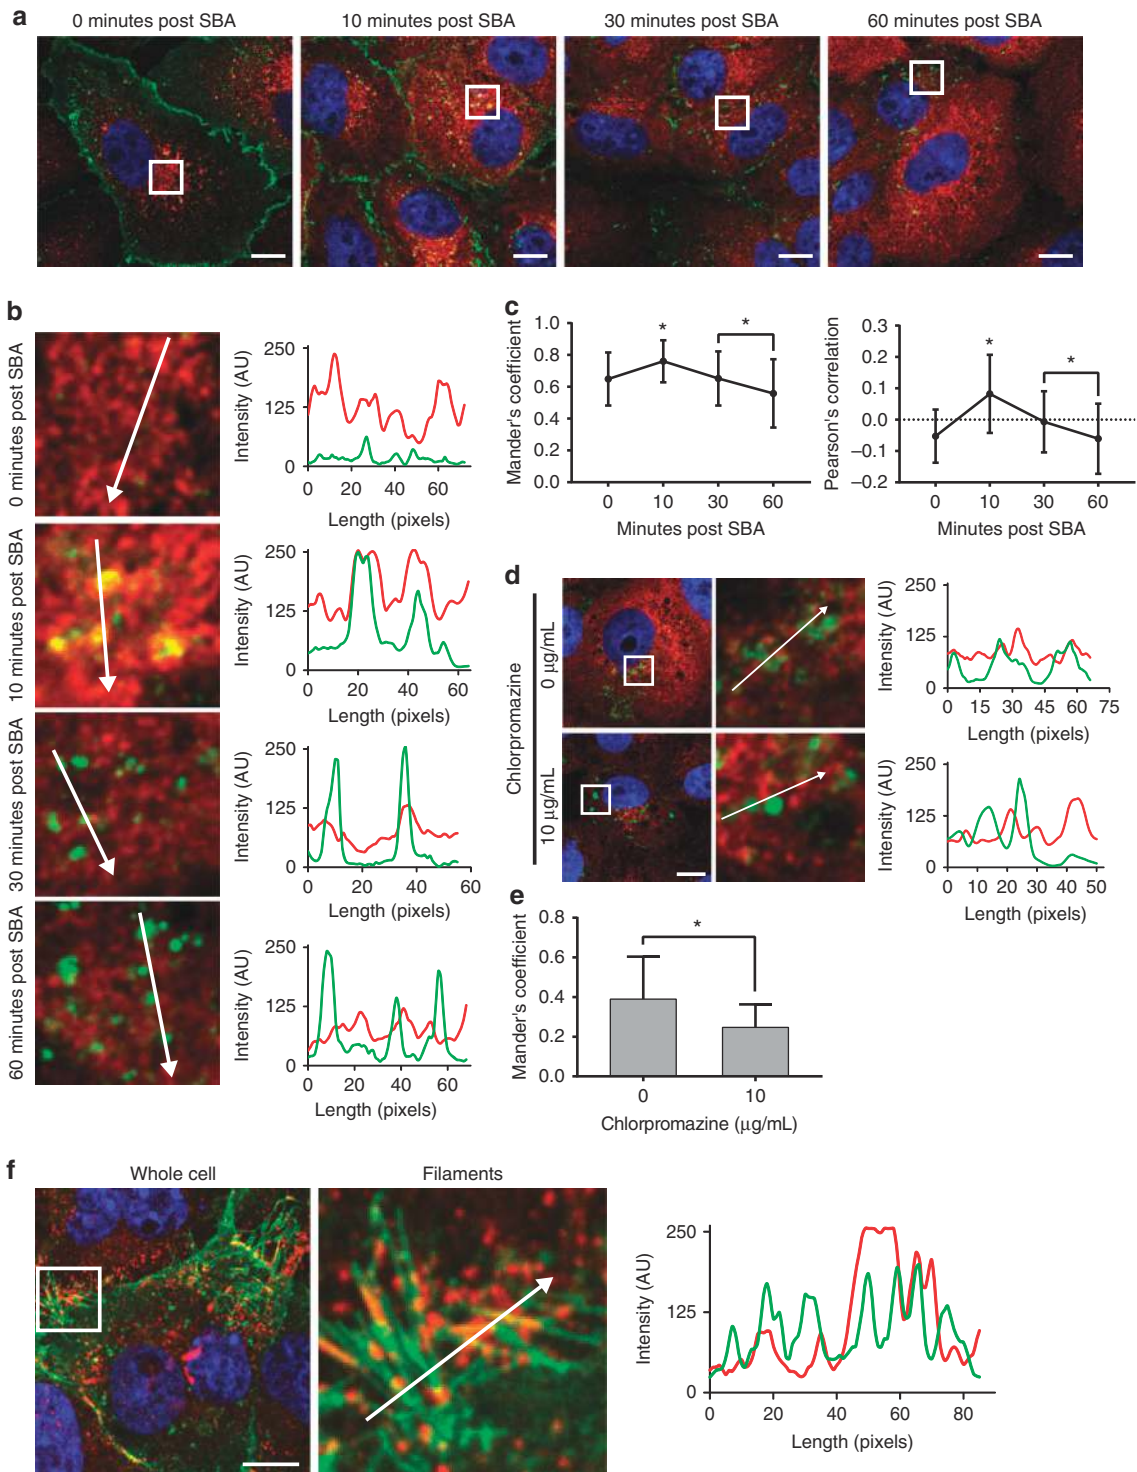 a
0 minutes post SBA
10 minutes post SBA
30 minutes post SBA
60 minutes post SBA
b
0 minutes post SBA
250
125
0
Intensity (AU)
0 20 40 60
Length (pixels)
10 minutes post SBA
250
125
0
Intensity (AU)
0 20 40 60
Length (pixels)
30 minutes post SBA
250
125
0
Intensity (AU)
0 20 40 60
Length (pixels)
60 minutes post SBA
250
125
0
Intensity (AU)
0 20 40 60
Length (pixels)
c
Mander's coefficient
1.0
0.8
0.6
0.4
0.2
0.0
* *
0 10 30 60
Minutes post SBA
Pearson's correlation
0.3
0.2
0.1
0.0
–0.1
–0.2
* *
0 10 30 60
Minutes post SBA
d
Chlorpromazine
0 µg/mL
250
125
0
Intensity (AU)
0 15 30 45 60 75
Length (pixels)
10 µg/mL
250
125
0
Intensity (AU)
0 10 20 30 40 50
Length (pixels)
e
Mander's coefficient
0.8
0.6
0.4
0.2
0.0
*
0 10
Chlorpromazine (µg/mL)
f
Whole cell
Filaments
250
125
0
Intensity (AU)
0 20 40 60 80
Length (pixels)